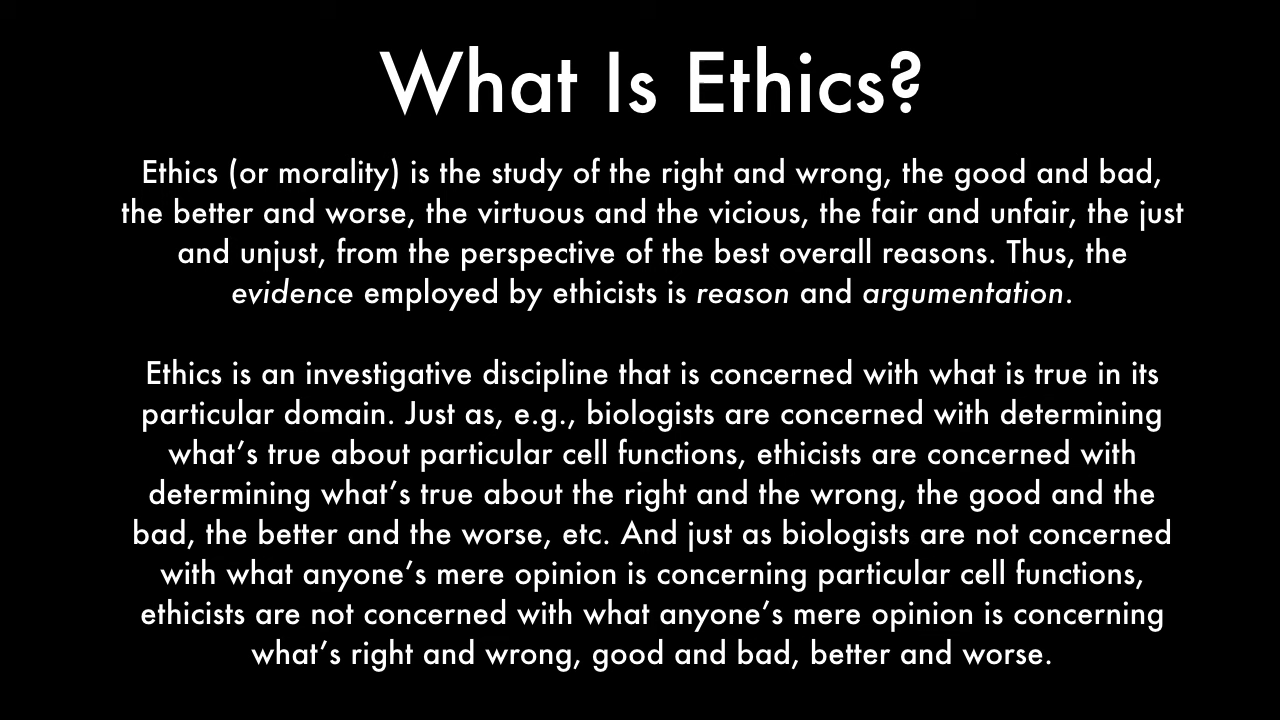 What Is Ethics?
Ethics (or morality) is the study of the right and wrong, the good and bad,
the better and worse, the virtuous and the vicious, the fair and unfair, the just
and unjust, from the perspective of the best overall reasons. Thus, the
evidence employed by ethicists is reason and argumentation.
Ethics is an investigative discipline that is concerned with what is true in its
particular domain. Just as, e.g., biologists are concerned with determining
what’s true about particular cell functions, ethicists are concerned with
determining what’s true about the right and the wrong, the good and the
bad, the better and the worse, etc. And just as biologists are not concerned
with what anyone’s mere opinion is concerning particular cell functions,
ethicists are not concerned with what anyone’s mere opinion is concerning
what’s right and wrong, good and bad, better and worse.